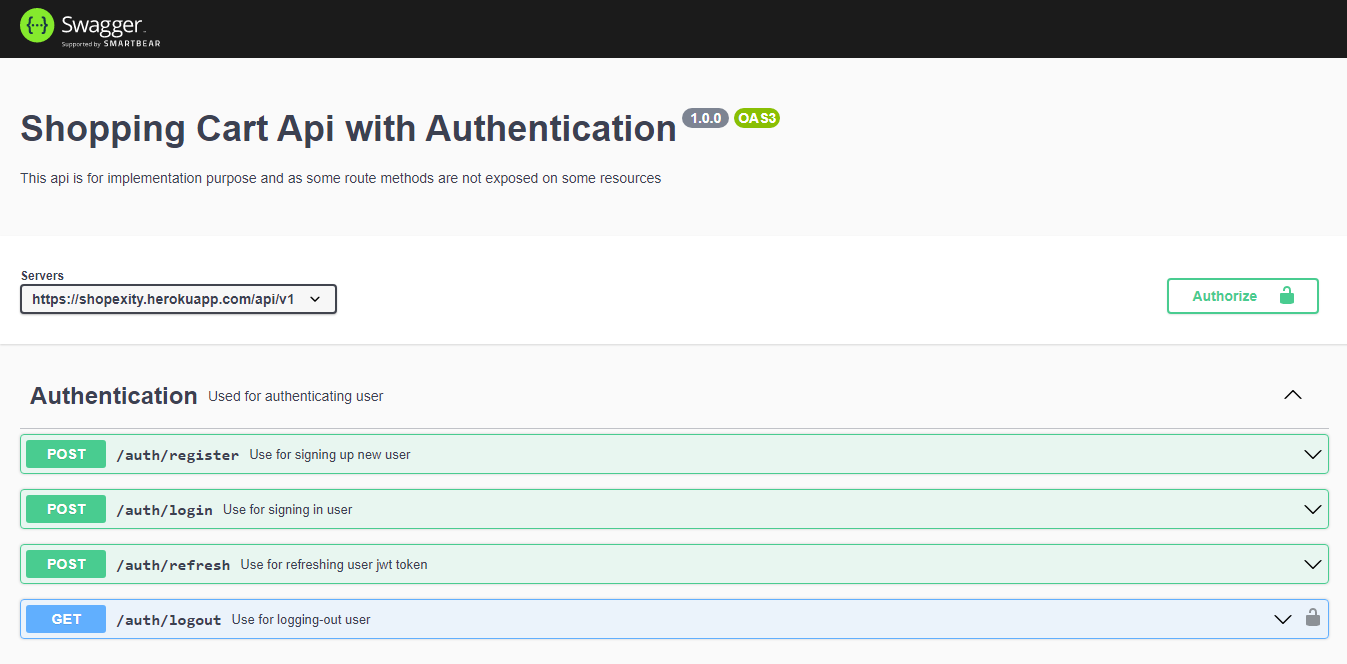 {···} Swagger.
Supported by SMARTBEAR
Shopping Cart Api with Authentication 1.0.0 OAS3
This api is for implementation purpose and as some route methods are not exposed on some resources
Servers
https://shopexity.herokuapp.com/api/v1
Authorize
Authentication Used for authenticating user
POST /auth/register Use for signing up new user
POST /auth/login Use for signing in user
POST /auth/refresh Use for refreshing user jwt token
GET /auth/logout Use for logging-out user